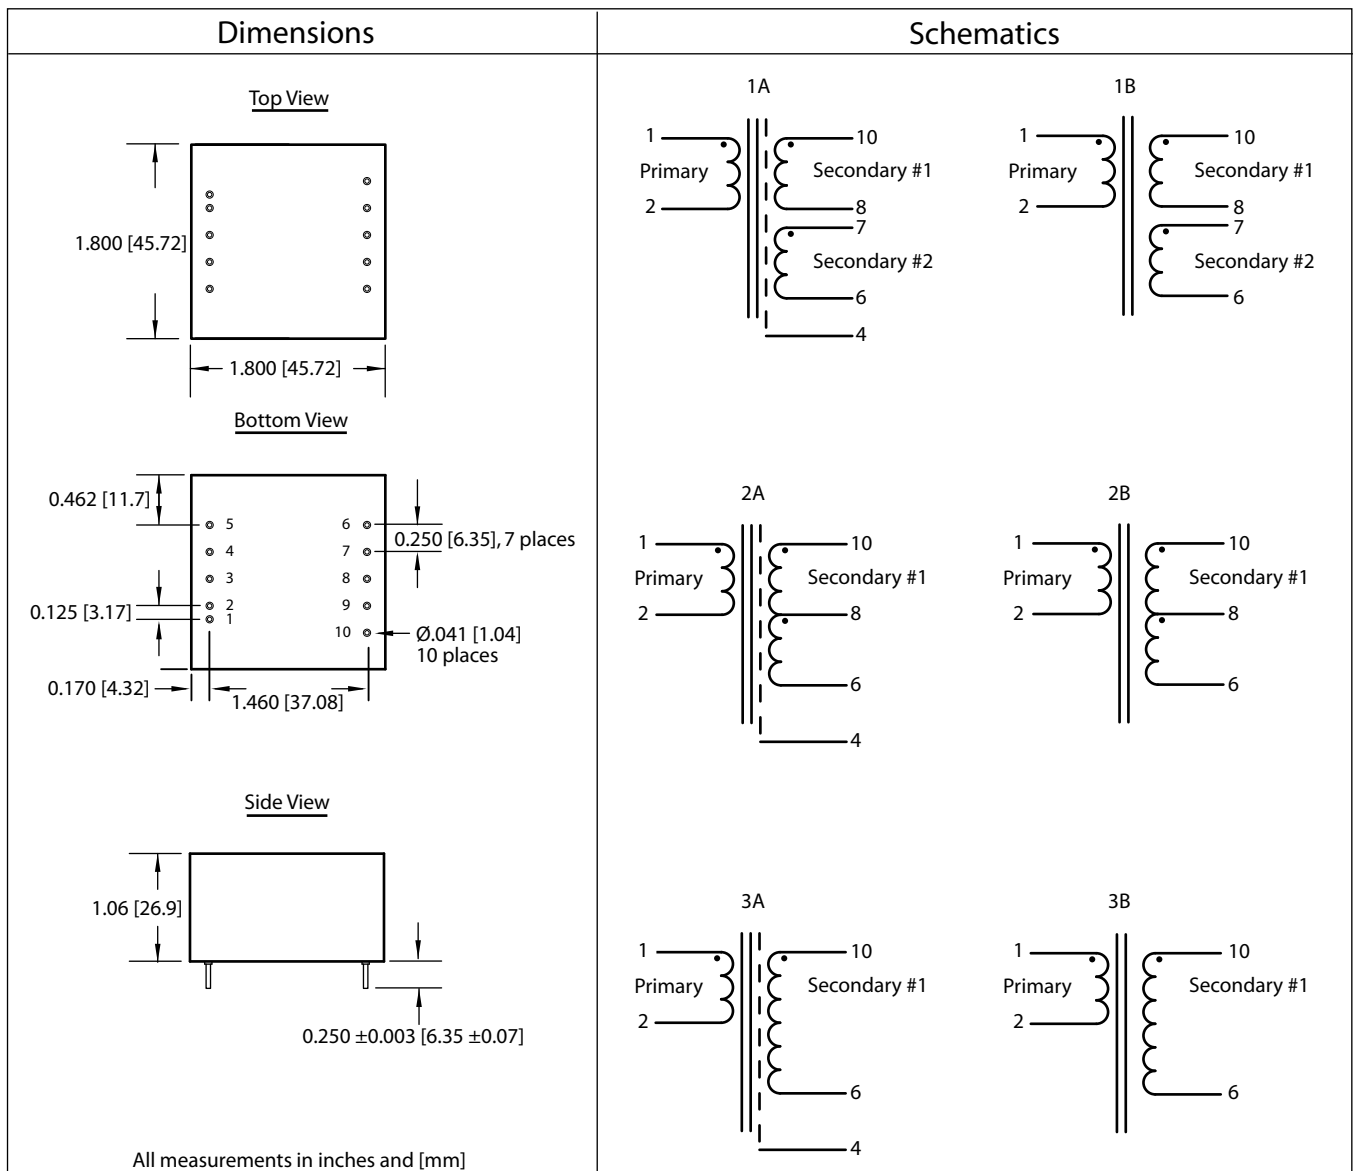 Dimensions
Schematics
Top View
1.800 [45.72]
1.800 [45.72]
Bottom View
0.462 [11.7]
5
6
0.250 [6.35], 7 places
4
7
3
8
0.125 [3.17]
2
9
1
10
Ø.041 [1.04]
10 places
0.170 [4.32]
1.460 [37.08]
Side View
1.06 [26.9]
0.250 ±0.003 [6.35 ±0.07]
All measurements in inches and [mm]
1A
1
10
Primary
Secondary #1
2
8
7
Secondary #2
6
4
1B
1
10
Primary
Secondary #1
2
8
7
Secondary #2
6
2A
1
10
Primary
Secondary #1
2
8
6
4
2B
1
10
Primary
Secondary #1
2
8
6
3A
1
10
Primary
Secondary #1
2
6
4
3B
1
10
Primary
Secondary #1
2
6